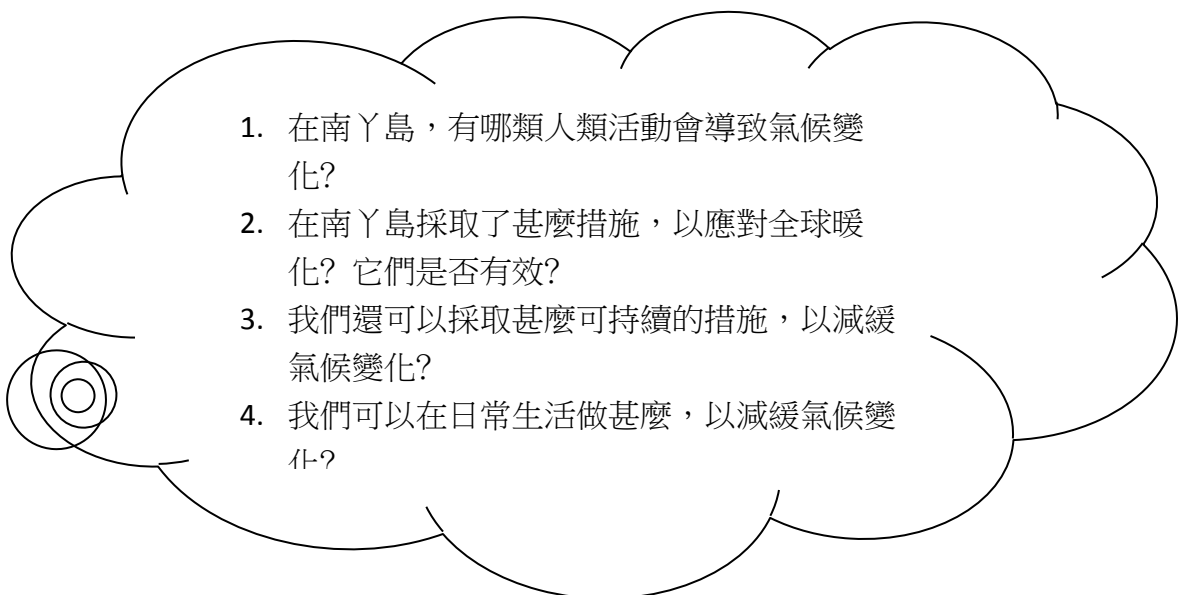 1. 在南丫島，有哪類人類活動會導致氣候變
化?
2. 在南丫島採取了甚麼措施，以應對全球暖
化? 它們是否有效?
3. 我們還可以採取甚麼可持續的措施，以減緩
氣候變化?
4. 我們可以在日常生活做甚麼，以減緩氣候變
化?